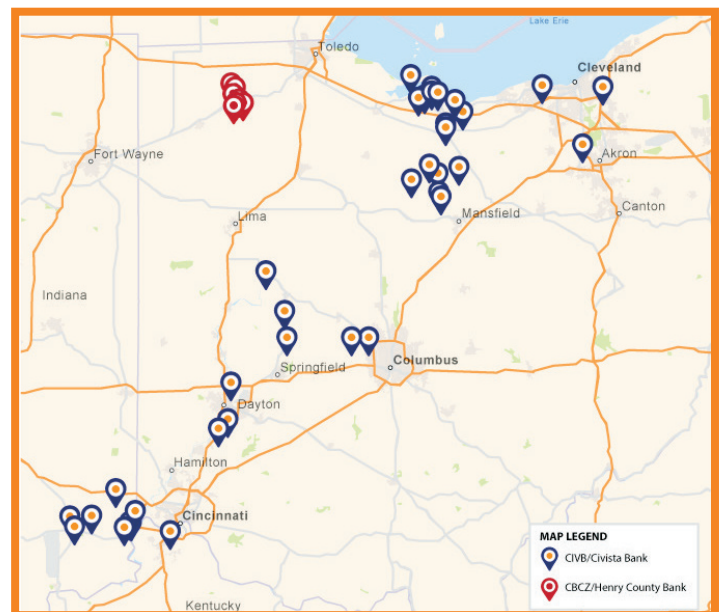 Lake Erie
Toledo
Cleveland
Fort Wayne
Akron
Canton
Lima
Mansfield
Indiana
Springfield
Columbus
Dayton
Hamilton
Cincinnati
Kentucky
MAP LEGEND
CIVB/Civista Bank
CBCZ/Henry County Bank